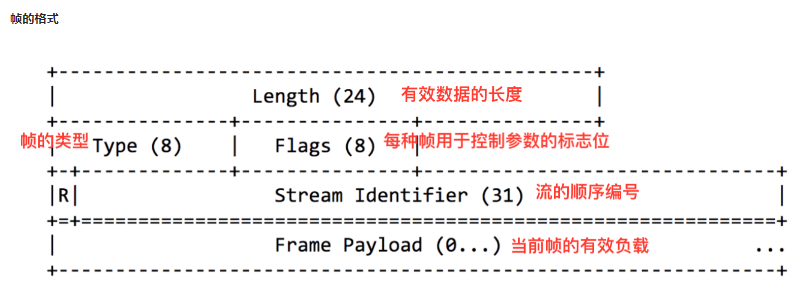 帧的格式
+-----------------------------------------------+
| Length (24) 有效数据的长度 |
+---------------+---------------+---------------+
帧的类型 | Type (8) | Flags (8) 每种帧用于控制参数的标志位 |
+-+-------------+---------------+-------------------------------+
|R| Stream Identifier (31) 流的顺序编号 |
+=+=============================================================+
| Frame Payload (0...) 当前帧的有效负载 ...
+---------------------------------------------------------------+